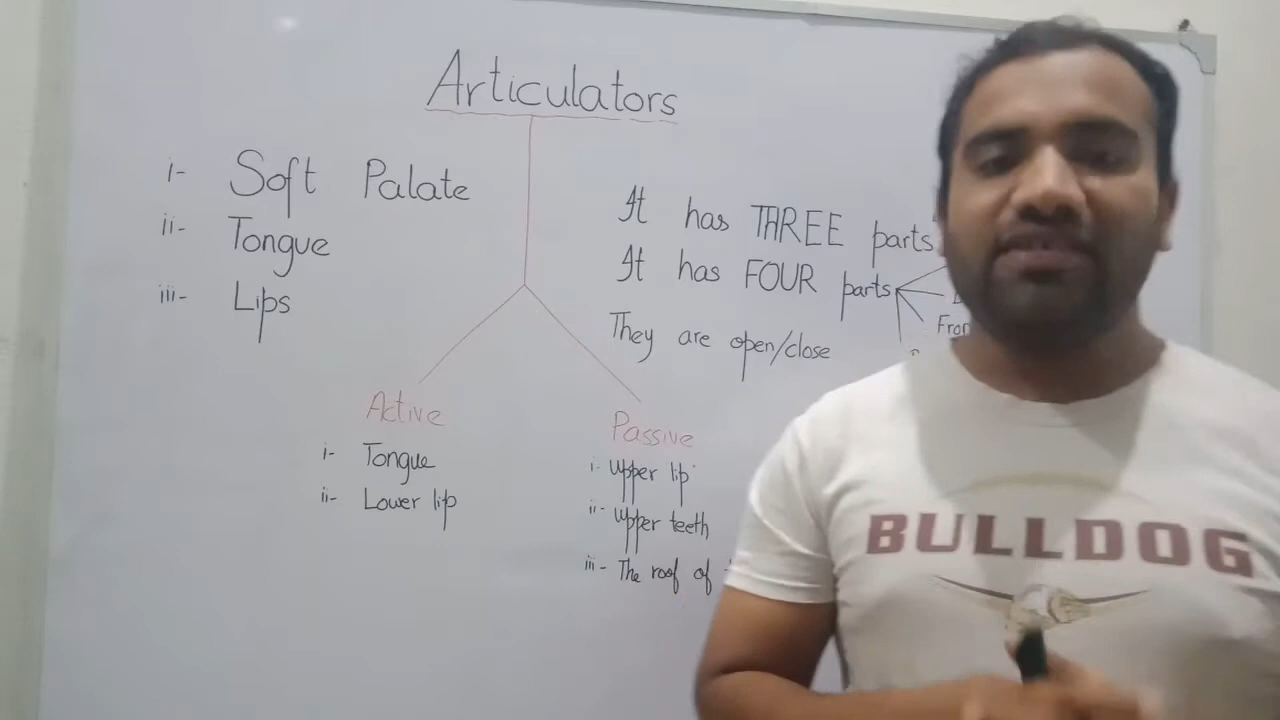 Articulators
i- Soft Palate
ii- Tongue
iii- Lips
It has THREE parts
It has FOUR parts
They are open/close
Active
i- Tongue
ii- Lower lip
Passive
i- Upper lip
ii- Upper teeth
iii- The roof of
BULLDOG